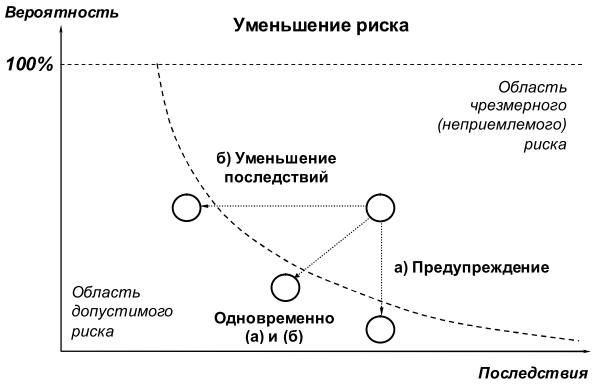 Вероятность
Уменьшение риска
100%
Область
чрезмерного
(неприемлемого)
риска
б) Уменьшение
последствий
а) Предупреждение
Область
допустимого
риска
Одновременно
(а) и (б)
Последствия